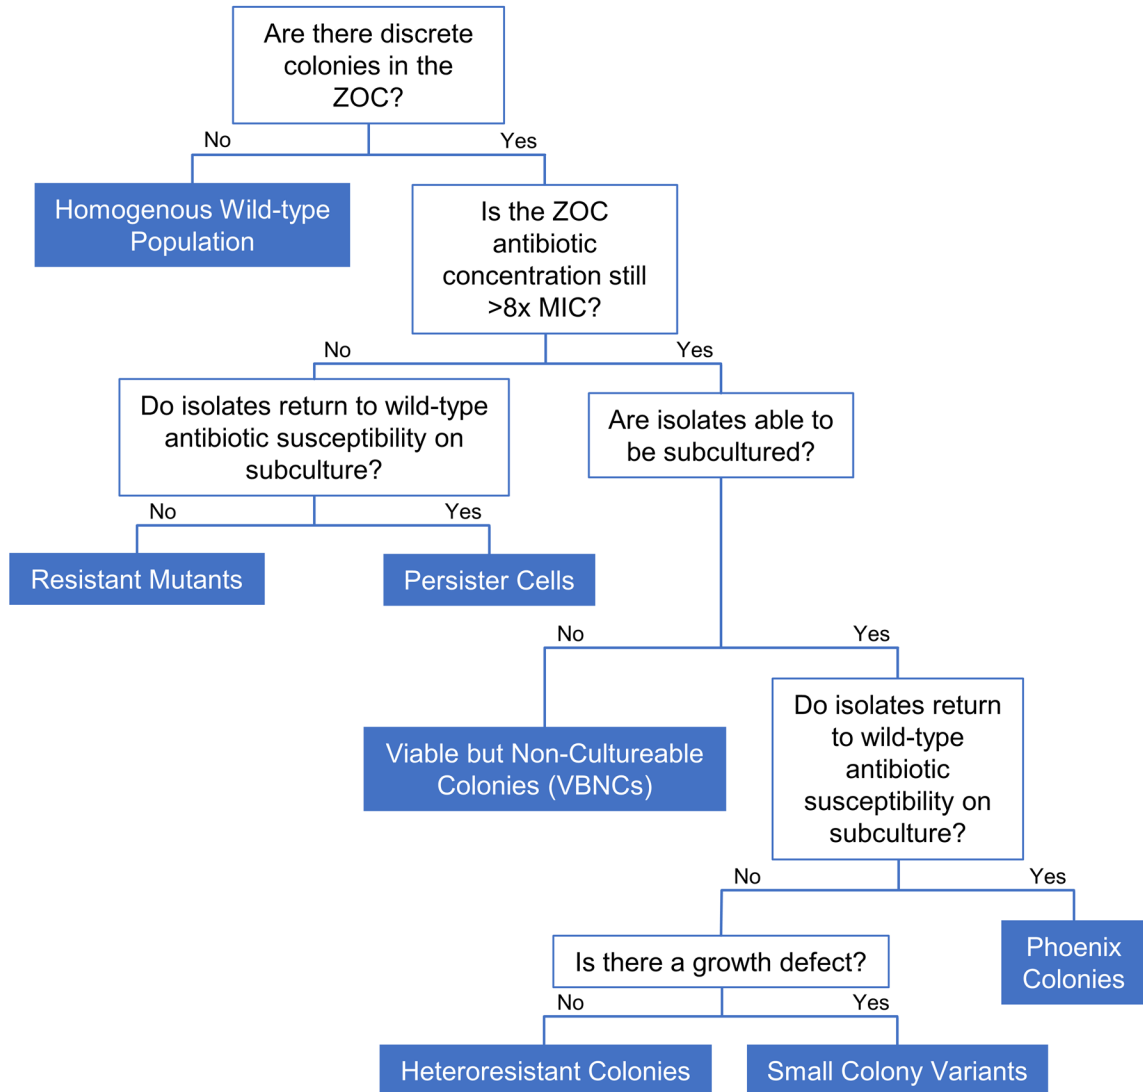 Are there discrete
colonies in the
ZOC?
No
Yes
Homogenous Wild-type
Population
Is the ZOC
antibiotic
concentration still
>8x MIC?
No
Yes
Do isolates return to wild-type
antibiotic susceptibility on
subculture?
Are isolates able to
be subcultured?
No
Yes
Resistant Mutants
Persister Cells
No
Yes
Viable but Non-Cultureable
Colonies (VBNCs)
Do isolates return
to wild-type
antibiotic
susceptibility on
subculture?
No
Yes
Is there a growth defect?
Phoenix
Colonies
No
Yes
Heteroresistant Colonies
Small Colony Variants